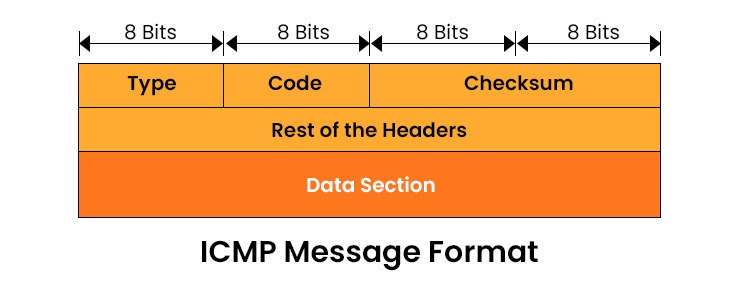 8 Bits 8 Bits 8 Bits 8 Bits
Type Code Checksum
Rest of the Headers
Data Section
ICMP Message Format